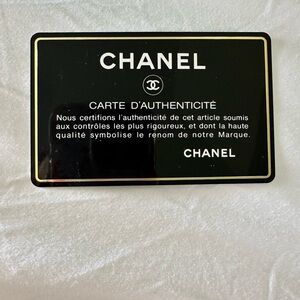 CHANEL
CARTE D'AUTHENTICITÉ
Nous certifions l'authenticité de cet article soumis
aux contrôles les plus rigoureux, et dont la haute
qualité symbolise le renom de notre Marque.
CHANEL